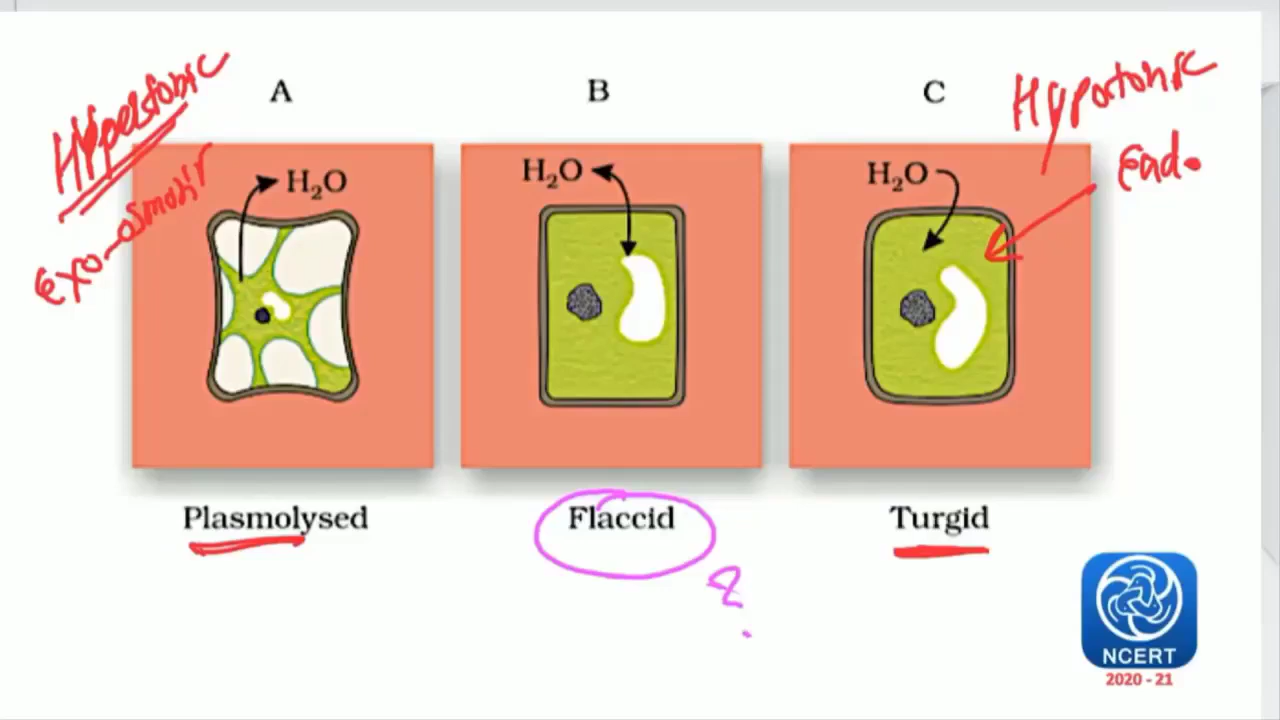 A
B
C
Hypertonic
Exo-osmosis
Hypotonic
End.
H₂O
H₂O
H₂O
Plasmolysed
Flaccid
Turgid
?
NCERT
2020 - 21